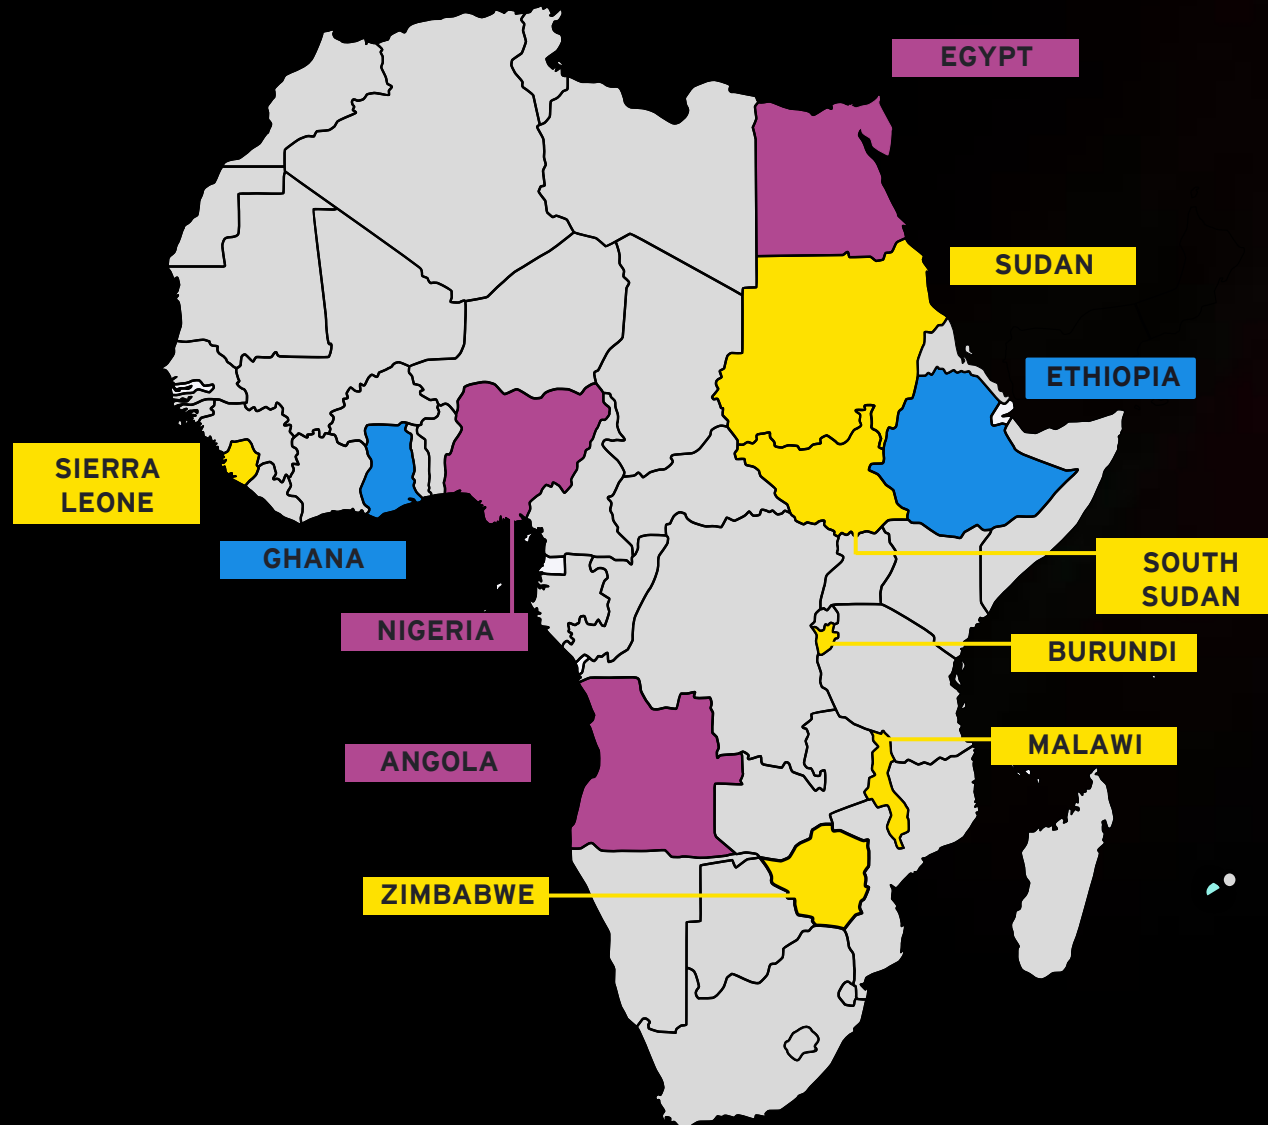 EGYPT
SUDAN
ETHIOPIA
SIERRA
LEONE
GHANA
SOUTH
SUDAN
NIGERIA
BURUNDI
MALAWI
ANGOLA
ZIMBABWE